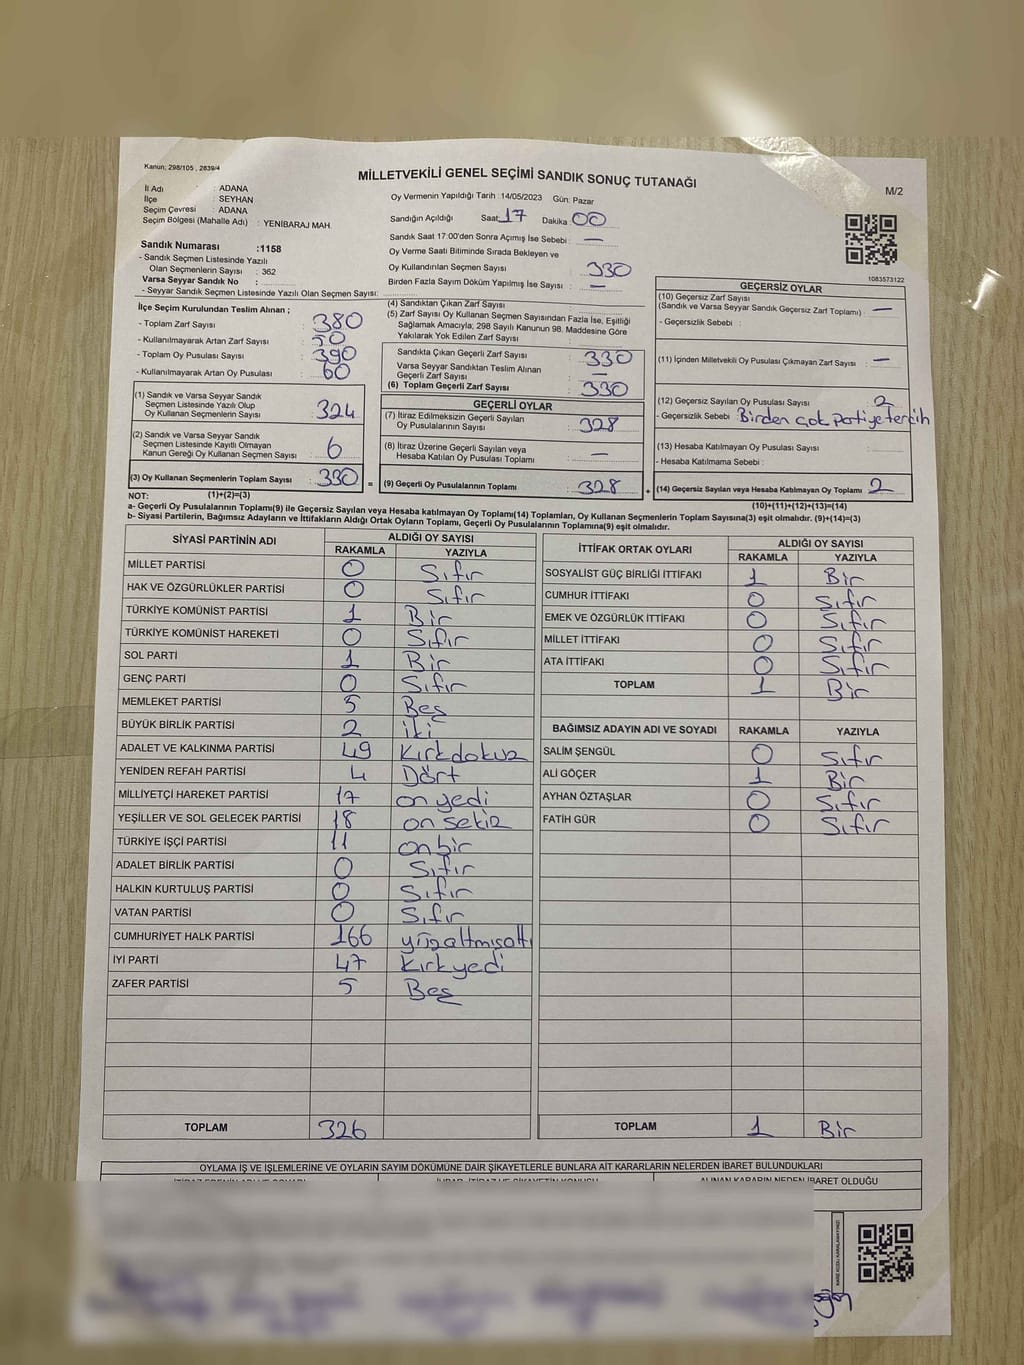 Kanun: 298/105 , 2839/4
MİLLETVEKİLİ GENEL SEÇİMİ SANDIK SONUÇ TUTANAĞI
M/2
İl Adı : ADANA
İlçe : SEYHAN
Seçim Çevresi : ADANA
Seçim Bölgesi (Mahalle Adı) : YENİBARAJ MAH.
Sandık Numarası :1158
- Sandık Seçmen Listesinde Yazılı
Olan Seçmenlerin Sayısı : 362
Varsa Seyyar Sandık No :
- Seyyar Sandık Seçmen Listesinde Yazılı Olan Seçmen Sayısı:
Oy Vermenin Yapıldığı Tarih : 14/05/2023 Gün: Pazar
Sandığın Açıldığı Saat: 17 Dakika: 00
Sandık Saat 17:00'den Sonra Açımış İse Sebebi : —
Oy Verme Saati Bitiminde Sırada Bekleyen ve
Oy Kullandırılan Seçmen Sayısı : 330
Birden Fazla Sayım Döküm Yapılmış İse Sayısı : —
1083573122
İlçe Seçim Kurulundan Teslim Alınan ;
- Toplam Zarf Sayısı : 380
- Kullanılmayarak Artan Zarf Sayısı : 50
- Toplam Oy Pusulası Sayısı : 390
- Kullanılmayarak Artan Oy Pusulası : 60
(1) Sandık ve Varsa Seyyar Sandık
Seçmen Listesinde Yazılı Olup
Oy Kullanan Seçmenlerin Sayısı : 324
(2) Sandık ve Varsa Seyyar Sandık
Seçmen Listesinde Kayıtlı Olmayan
Kanun Gereği Oy Kullanan Seçmen Sayısı : 6
(3) Oy Kullanan Seçmenlerin Toplam Sayısı : 330 =
(4) Sandıktan Çıkan Zarf Sayısı :
(5) Zarf Sayısı Oy Kullanan Seçmen Sayısından Fazla İse, Eşitliği
Sağlamak Amacıyla; 298 Sayılı Kanunun 98. Maddesine Göre
Yakılarak Yok Edilen Zarf Sayısı :
Sandıkta Çıkan Geçerli Zarf Sayısı : 330
Varsa Seyyar Sandıktan Teslim Alınan
Geçerli Zarf Sayısı : —
(6) Toplam Geçerli Zarf Sayısı : 330
GEÇERLİ OYLAR
(7) İtiraz Edilmeksizin Geçerli Sayılan
Oy Pusulalarının Sayısı : 328
(8) İtiraz Üzerine Geçerli Sayılan veya
Hesaba Katılan Oy Pusulası Toplamı : —
(9) Geçerli Oy Pusulalarının Toplamı : 328 +
GEÇERSİZ OYLAR
(10) Geçersiz Zarf Sayısı
(Sandık ve Varsa Seyyar Sandık Geçersiz Zarf Toplamı) : —
- Geçersizlik Sebebi :
(11) İçinden Milletvekili Oy Pusulası Çıkmayan Zarf Sayısı : —
(12) Geçersiz Sayılan Oy Pusulası Sayısı : 2
- Geçersizlik Sebebi : Birden çok partiye tercih
(13) Hesaba Katılmayan Oy Pusulası Sayısı :
- Hesaba Katılmama Sebebi :
(14) Geçersiz Sayılan veya Hesaba Katılmayan Oy Toplamı : 2
NOT: (1)+(2)=(3)
(10)+(11)+(12)+(13)=(14)
a- Geçerli Oy Pusulalarının Toplamı(9) ile Geçersiz Sayılan veya Hesaba Katılmayan Oy Toplamı(14) Toplamları, Oy Kullanan Seçmenlerin Toplam Sayısına(3) eşit olmalıdır. (9)+(14)=(3)
b- Siyasi Partilerin, Bağımsız Adayların ve İttifakların Aldığı Ortak Oyların Toplamı, Geçerli Oy Pusulalarının Toplamına(9) eşit olmalıdır.
SİYASİ PARTİNİN ADI ALDIĞI OY SAYISI
RAKAMLA YAZIYLA
MİLLET PARTİSİ 0 Sıfır
HAK VE ÖZGÜRLÜKLER PARTİSİ 0 Sıfır
TÜRKİYE KOMÜNİST PARTİSİ 1 Bir
TÜRKİYE KOMÜNİST HAREKETİ 0 Sıfır
SOL PARTİ 1 Bir
GENÇ PARTİ 0 Sıfır
MEMLEKET PARTİSİ 5 Beş
BÜYÜK BİRLİK PARTİSİ 2 iki
ADALET VE KALKINMA PARTİSİ 49 Kırkdokuz
YENİDEN REFAH PARTİSİ 4 Dört
MİLLİYETÇİ HAREKET PARTİSİ 17 on yedi
YEŞİLLER VE SOL GELECEK PARTİSİ 18 on sekiz
TÜRKİYE İŞÇİ PARTİSİ 11 on bir
ADALET BİRLİK PARTİSİ 0 Sıfır
HALKIN KURTULUŞ PARTİSİ 0 Sıfır
VATAN PARTİSİ 0 Sıfır
CUMHURİYET HALK PARTİSİ 166 yüzaltmışaltı
İYİ PARTİ 47 Kırkyedi
ZAFER PARTİSİ 5 Beş
TOPLAM 326
İTTİFAK ORTAK OYLARI ALDIĞI OY SAYISI
RAKAMLA YAZIYLA
SOSYALİST GÜÇ BİRLİĞİ İTTİFAKI 1 Bir
CUMHUR İTTİFAKI 0 Sıfır
EMEK VE ÖZGÜRLÜK İTTİFAKI 0 Sıfır
MİLLET İTTİFAKI 0 Sıfır
ATA İTTİFAKI 0 Sıfır
TOPLAM 1 Bir
BAĞIMSIZ ADAYIN ADI VE SOYADI RAKAMLA YAZIYLA
SALİM ŞENGÜL 0 Sıfır
ALİ GÖÇER 1 Bir
AYHAN ÖZTAŞLAR 0 Sıfır
FATİH GÜR 0 Sıfır
TOPLAM 1 Bir
OYLAMA İŞ VE İŞLEMLERİNE VE OYLARIN SAYIM DÖKÜMÜNE DAİR ŞİKAYETLERLE BUNLARA AİT KARARLARIN NELERDEN İBARET BULUNDUKLARI
ALINAN KARARIN NEDEN İBARET OLDUĞU